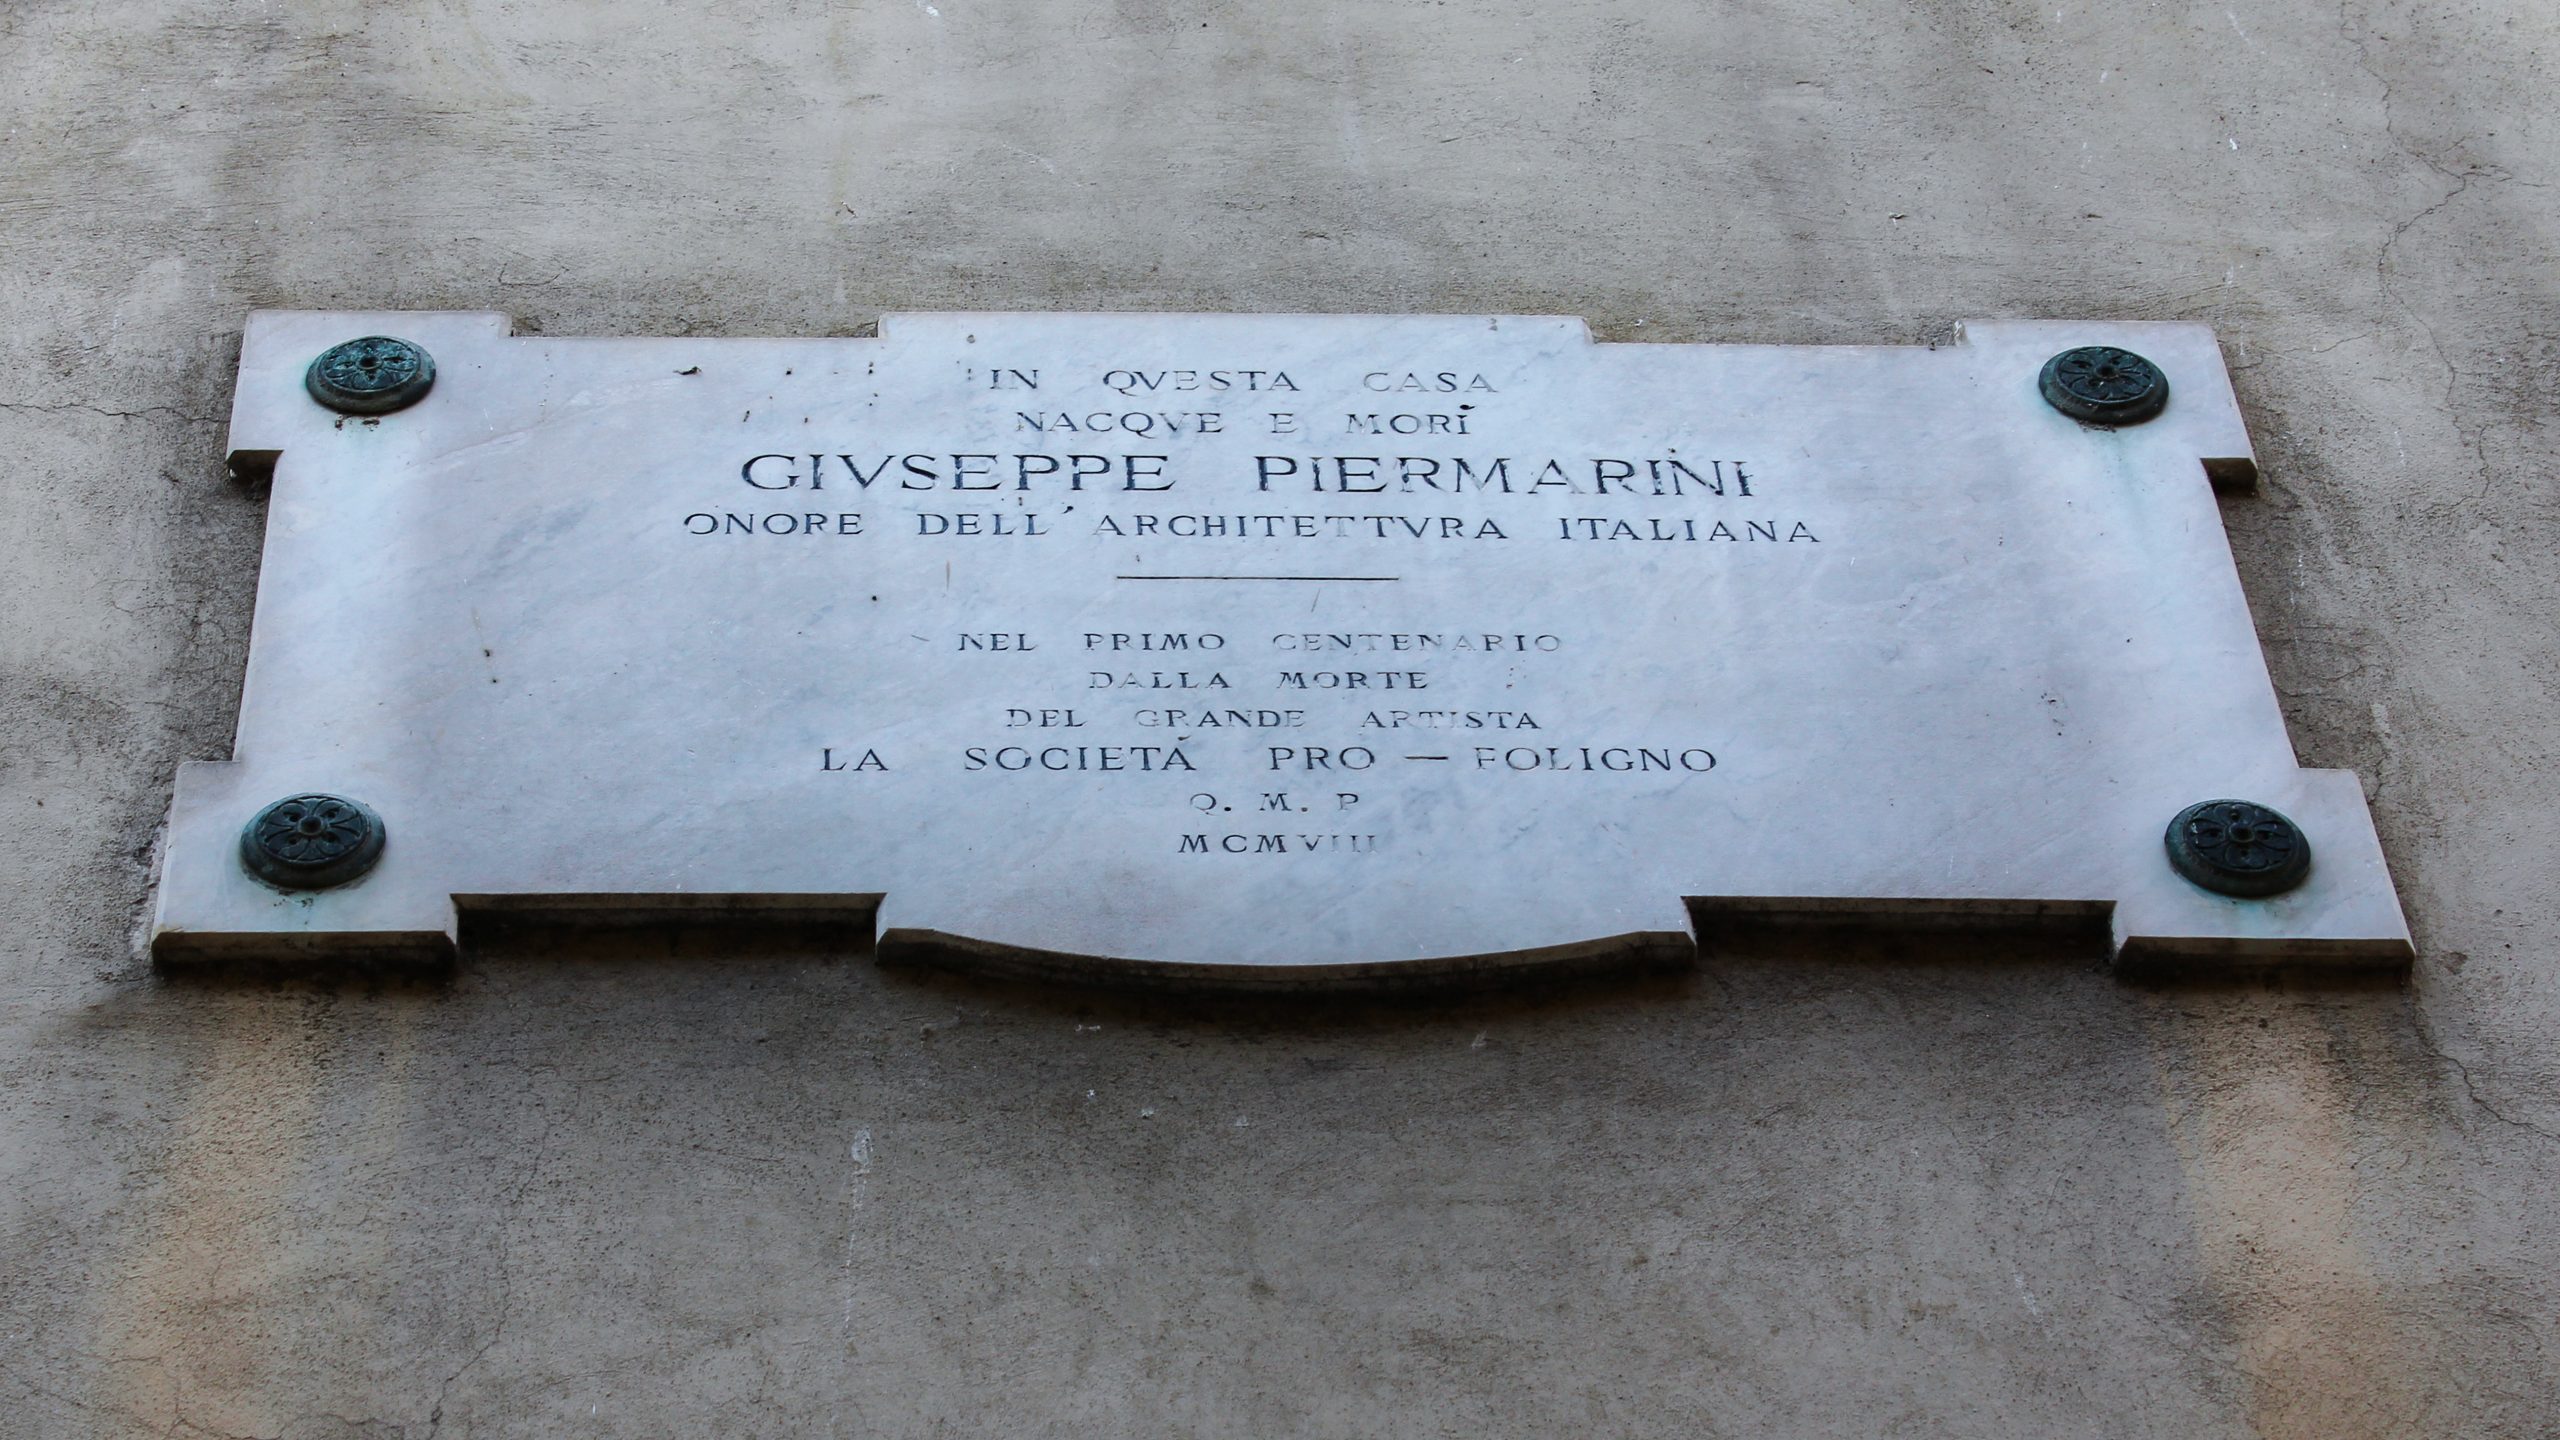 IN QVESTA CASA
NACQVE E MORÌ
GIVSEPPE PIERMARINI
ONORE DELL'ARCHITETTVRA ITALIANA
NEL PRIMO CENTENARIO
DALLA MORTE
DEL GRANDE ARTISTA
LA SOCIETÀ PRO — FOLIGNO
Q. M. P
MCMVIII